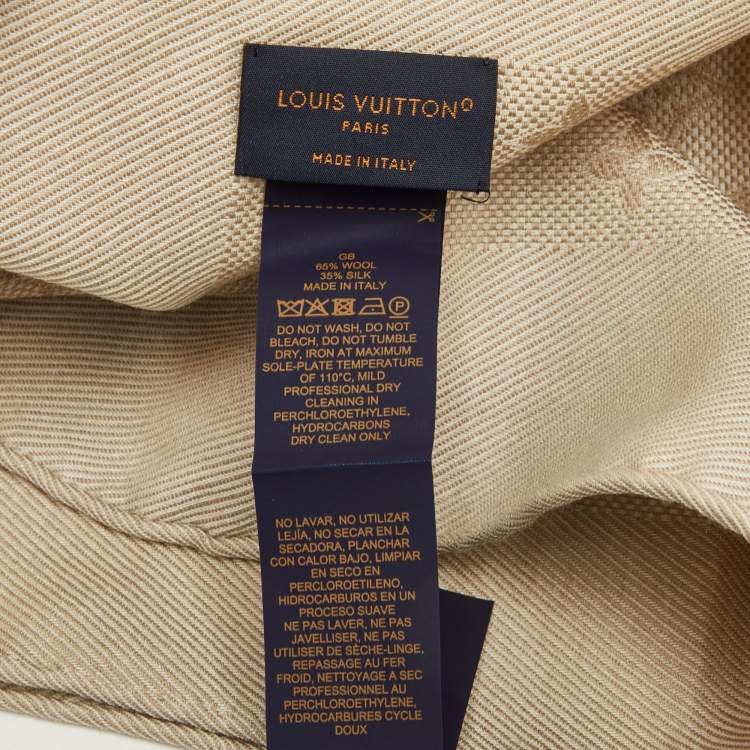 LOUIS VUITTON®
PARIS
MADE IN ITALY
GB
65% WOOL
35% SILK
MADE IN ITALY
P
DO NOT WASH, DO NOT
BLEACH, DO NOT TUMBLE
DRY, IRON AT MAXIMUM
SOLE-PLATE TEMPERATURE
OF 110°C, MILD
PROFESSIONAL DRY
CLEANING IN
PERCHLOROETHYLENE,
HYDROCARBONS
DRY CLEAN ONLY
NO LAVAR, NO UTILIZAR
LEJÍA, NO SECAR EN LA
SECADORA, PLANCHAR
CON CALOR BAJO, LIMPIAR
EN SECO EN
PERCLOROETILENO,
HIDROCARBUROS EN UN
PROCESO SUAVE
NE PAS LAVER, NE PAS
JAVELLISER, NE PAS
UTILISER DE SÈCHE-LINGE,
REPASSAGE AU FER
FROID, NETTOYAGE A SEC
PROFESSIONNEL AU
PERCHLOROETHYLENE,
HYDROCARBURES CYCLE
DOUX